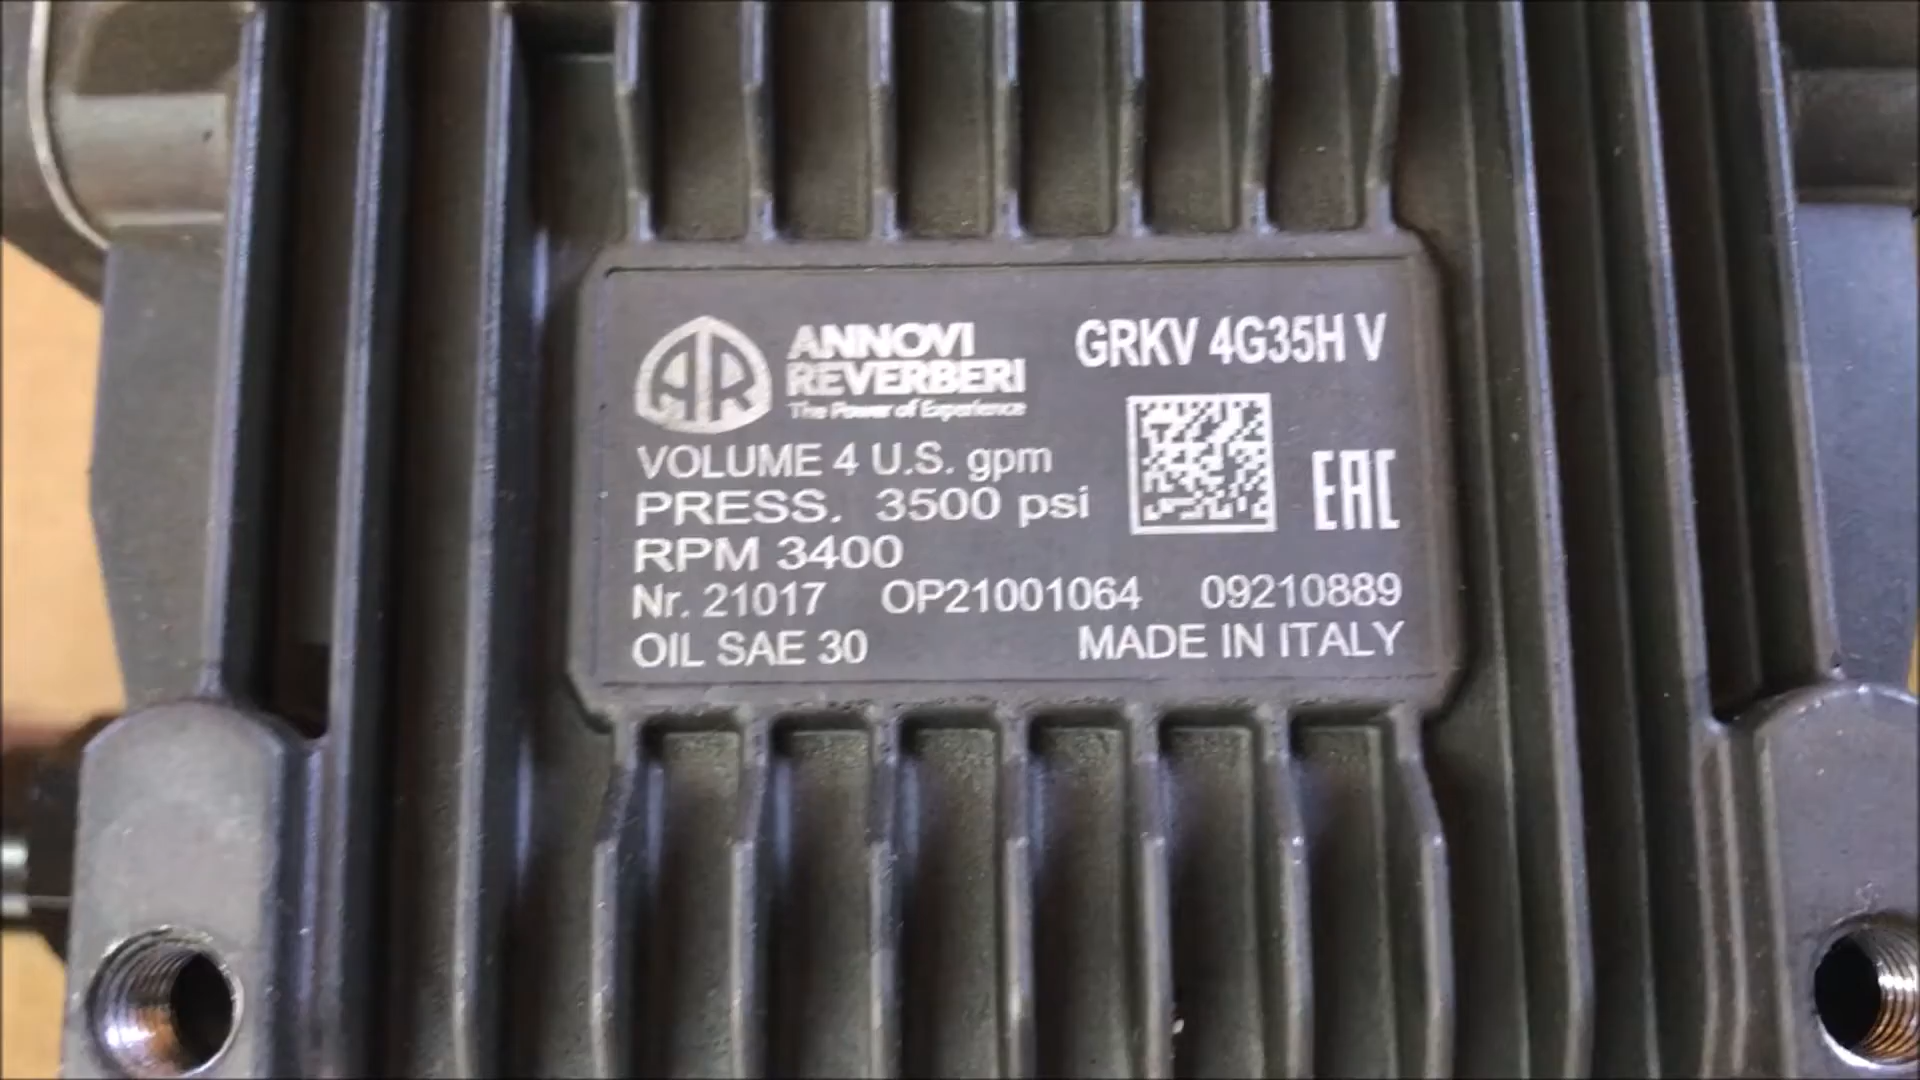 AR
ANNOVI
REVERBERI
The Power of Experience
GRKV 4G35H V
VOLUME 4 U.S. gpm
PRESS. 3500 psi
EAC
RPM 3400
Nr. 21017 OP21001064 09210889
OIL SAE 30 MADE IN ITALY